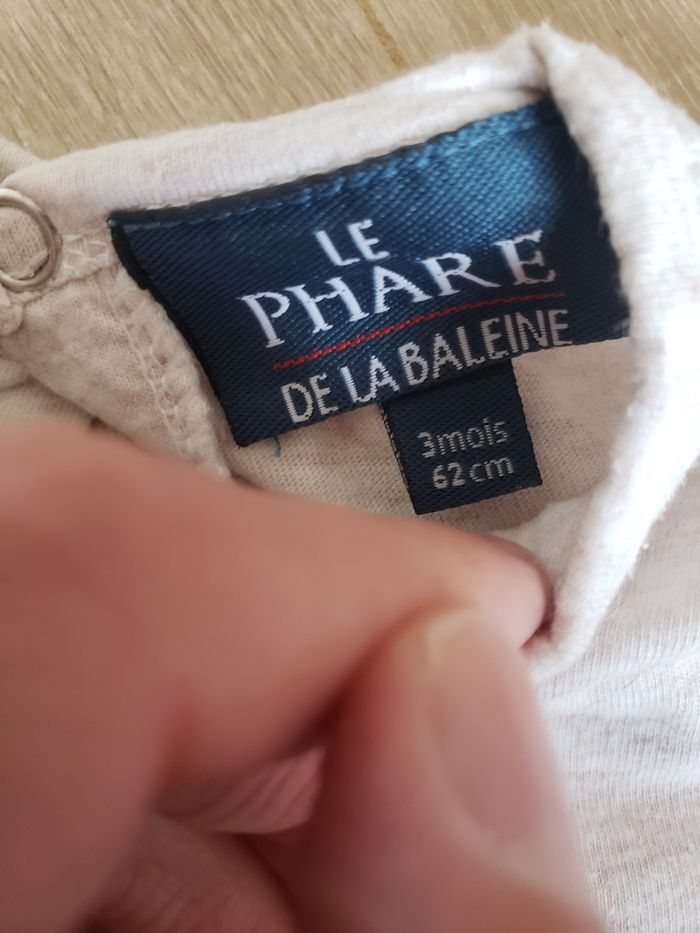 LE
PHARE
DE LA BALEINE
3mois
62cm